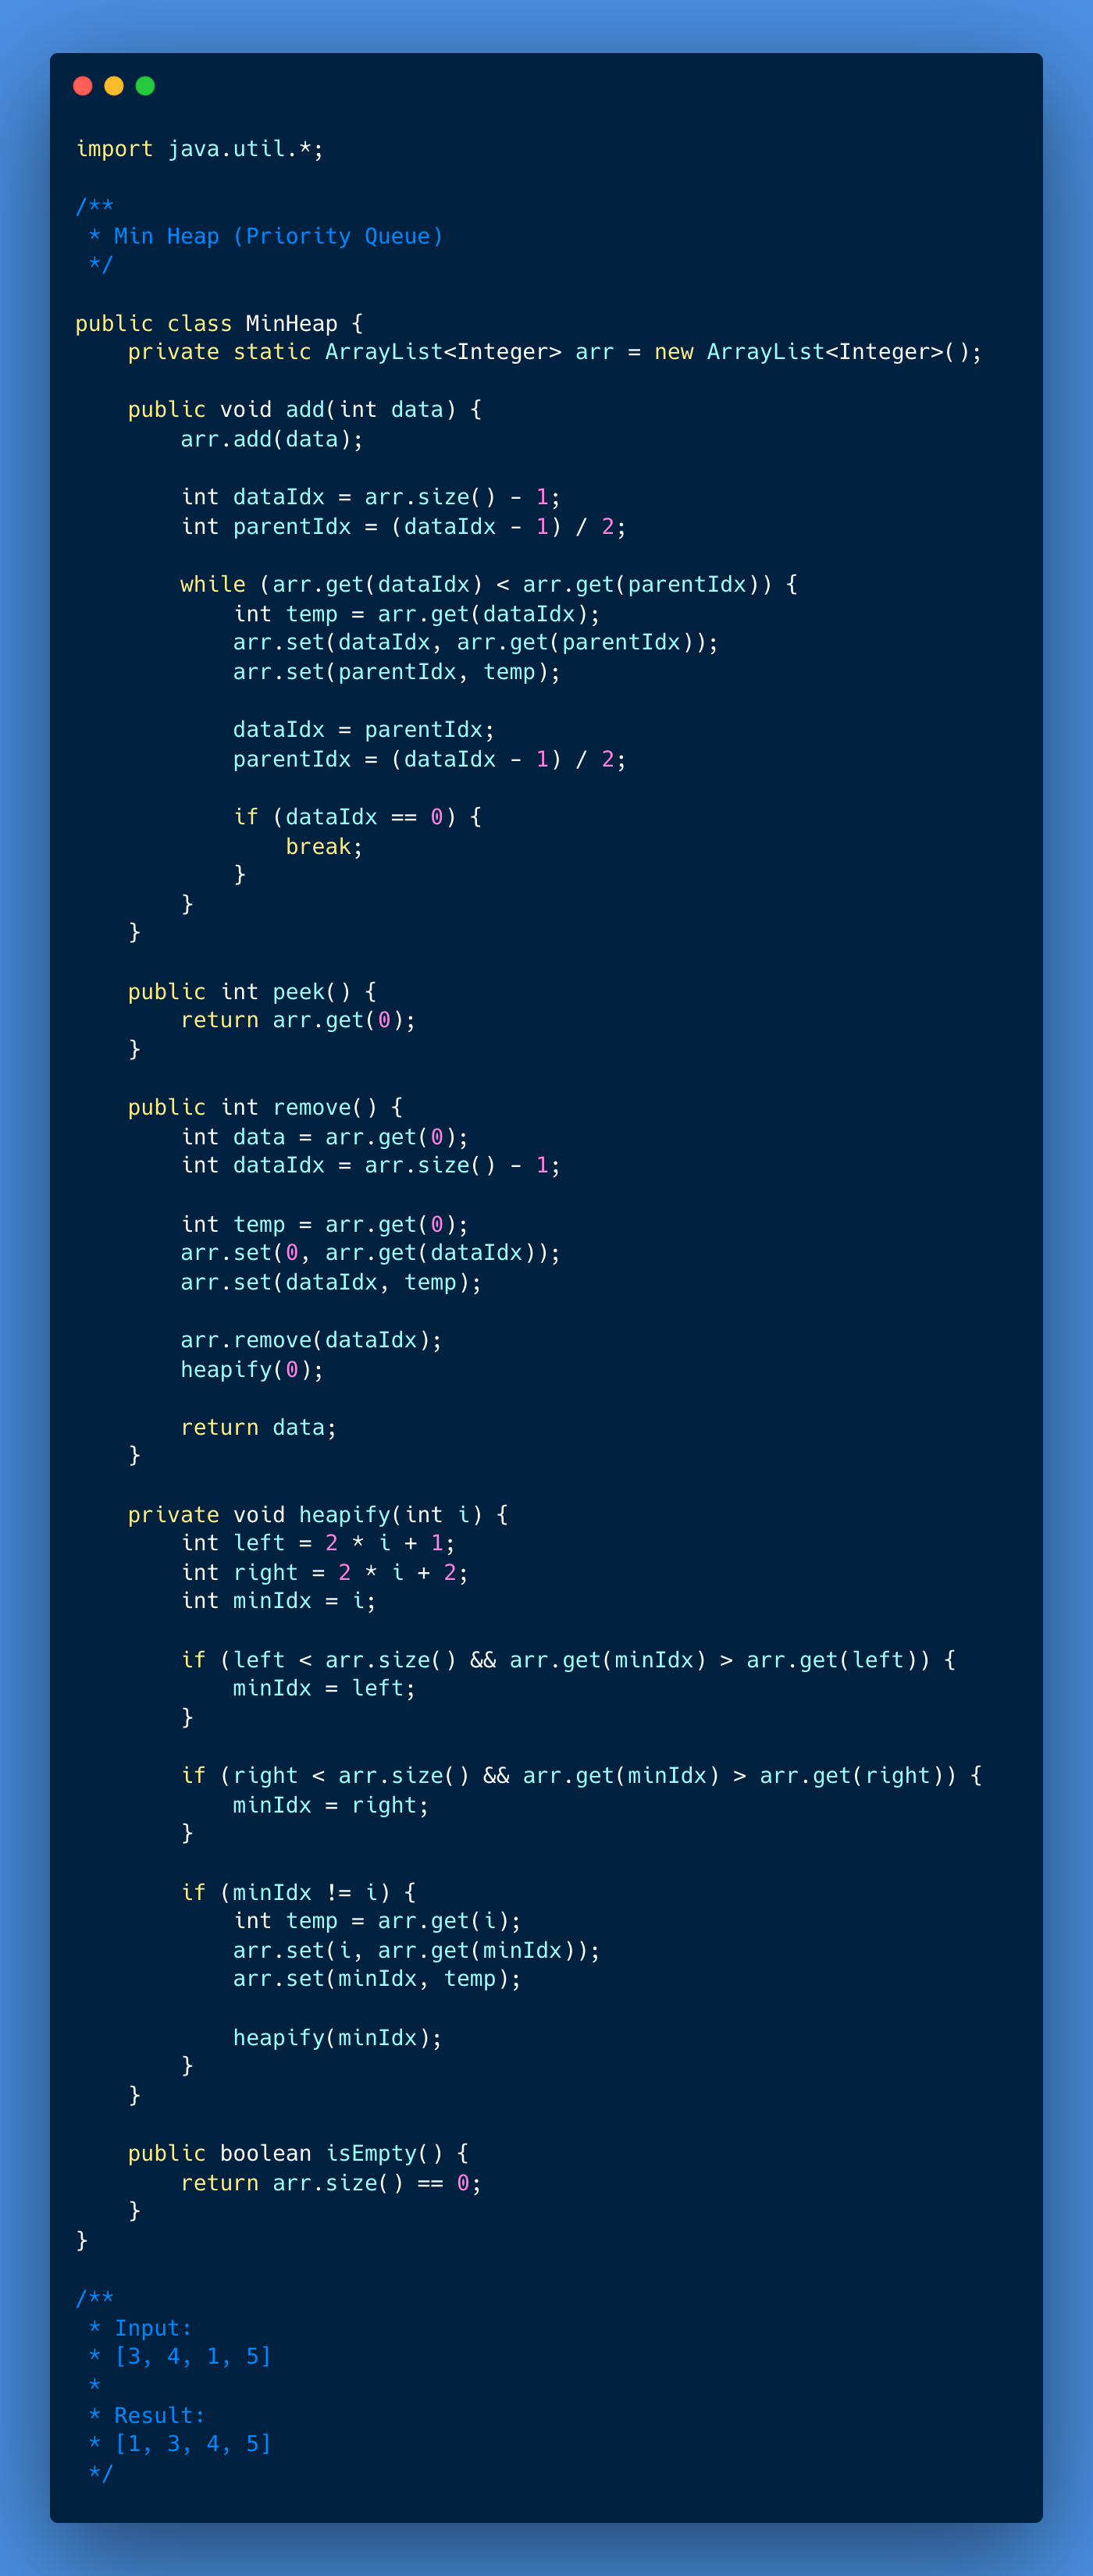 import java.util.*;

/**
 * Min Heap (Priority Queue)
 */

public class MinHeap {
    private static ArrayList<Integer> arr = new ArrayList<Integer>();

    public void add(int data) {
        arr.add(data);

        int dataIdx = arr.size() - 1;
        int parentIdx = (dataIdx - 1) / 2;

        while (arr.get(dataIdx) < arr.get(parentIdx)) {
            int temp = arr.get(dataIdx);
            arr.set(dataIdx, arr.get(parentIdx));
            arr.set(parentIdx, temp);

            dataIdx = parentIdx;
            parentIdx = (dataIdx - 1) / 2;

            if (dataIdx == 0) {
                break;
            }
        }
    }

    public int peek() {
        return arr.get(0);
    }

    public int remove() {
        int data = arr.get(0);
        int dataIdx = arr.size() - 1;

        int temp = arr.get(0);
        arr.set(0, arr.get(dataIdx));
        arr.set(dataIdx, temp);

        arr.remove(dataIdx);
        heapify(0);

        return data;
    }

    private void heapify(int i) {
        int left = 2 * i + 1;
        int right = 2 * i + 2;
        int minIdx = i;

        if (left < arr.size() && arr.get(minIdx) > arr.get(left)) {
            minIdx = left;
        }

        if (right < arr.size() && arr.get(minIdx) > arr.get(right)) {
            minIdx = right;
        }

        if (minIdx != i) {
            int temp = arr.get(i);
            arr.set(i, arr.get(minIdx));
            arr.set(minIdx, temp);

            heapify(minIdx);
        }
    }

    public boolean isEmpty() {
        return arr.size() == 0;
    }
}

/**
 * Input:
 * [3, 4, 1, 5]
 *
 * Result:
 * [1, 3, 4, 5]
 */